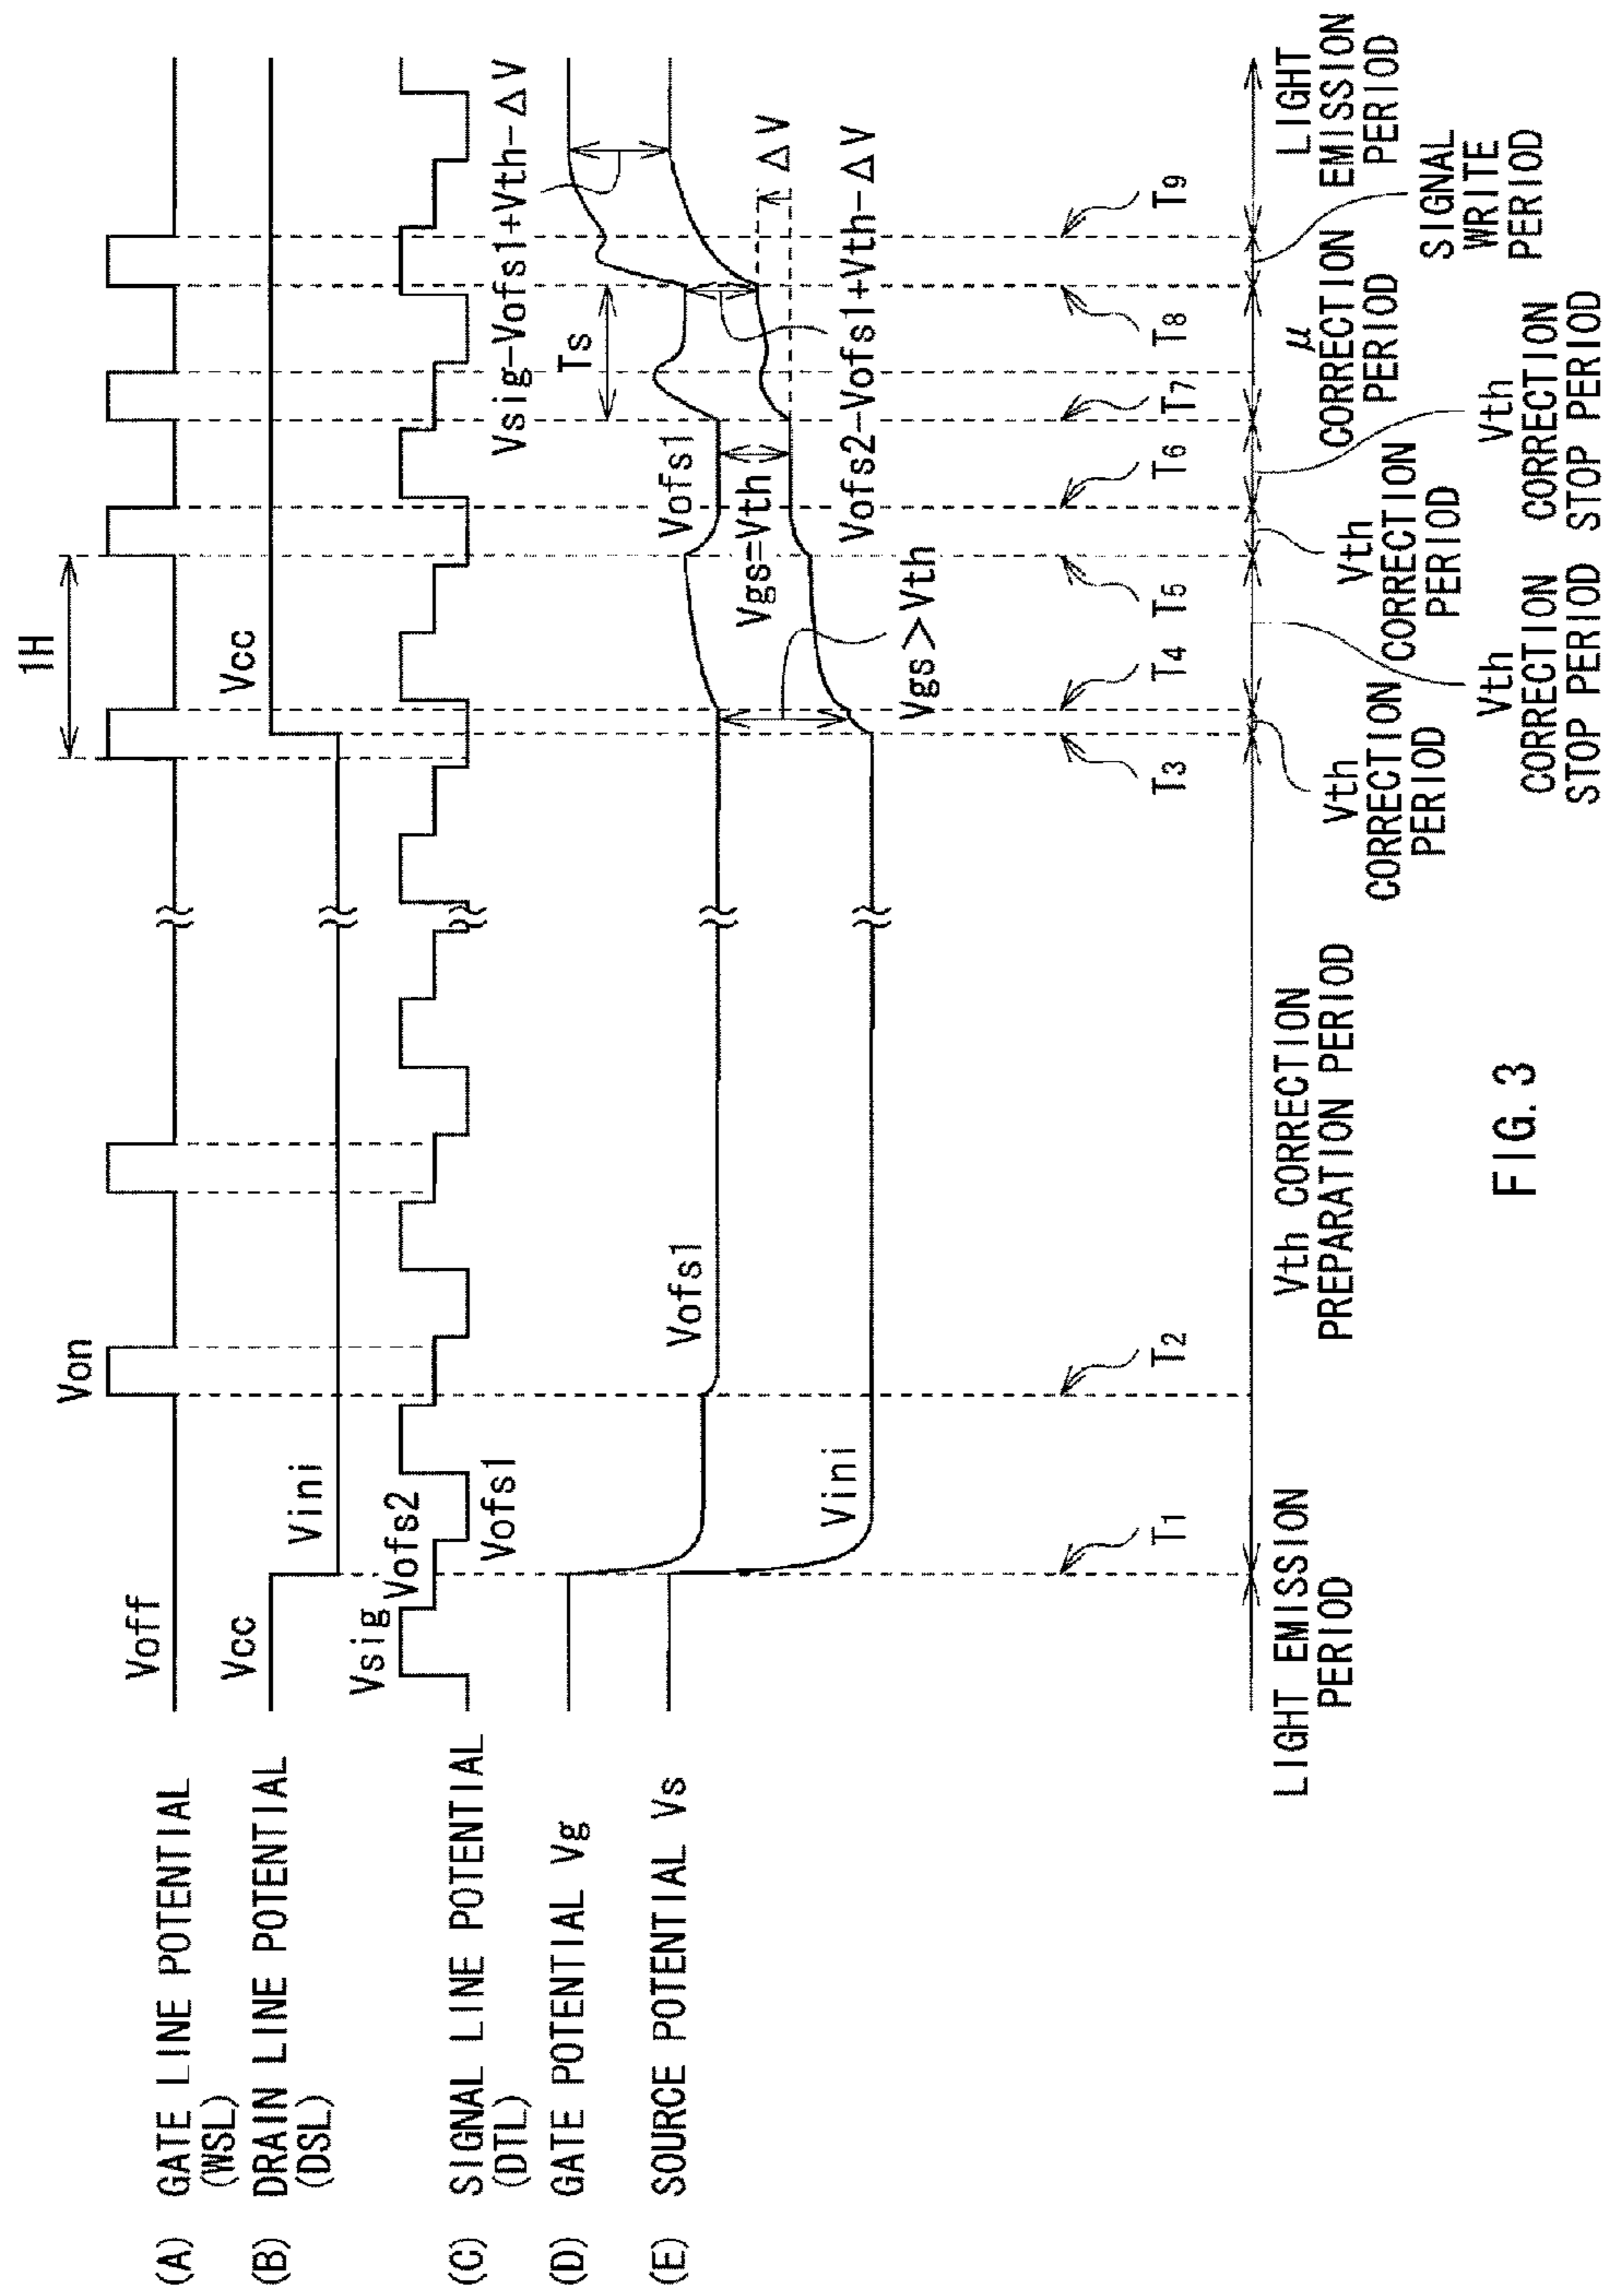 1H
Von
Voff
(A) GATE LINE POTENTIAL
(WSL)
Vcc
Vini
Vcc
(B) DRAIN LINE POTENTIAL
(DSL)
Vsig
Vofs2
Vofs1
(C) SIGNAL LINE POTENTIAL
(DTL)
Vsig-Vofs1+Vth-ΔV
Ts
(D) GATE POTENTIAL Vg
Vofs1
Vofs1
Vgs=Vth
ΔV
(E) SOURCE POTENTIAL Vs
Vini
Vgs>Vth
Vofs2-Vofs1+Vth-ΔV
T1
T2
T3
T4
T5
T6
T7
T8
T9
LIGHT EMISSION
PERIOD
Vth CORRECTION
PREPARATION PERIOD
Vth
CORRECTION
PERIOD
Vth
CORRECTION
STOP PERIOD
Vth
CORRECTION
PERIOD
Vth
CORRECTION
STOP PERIOD
μ
CORRECTION
PERIOD
SIGNAL
WRITE
PERIOD
LIGHT
EMISSION
PERIOD
FIG. 3